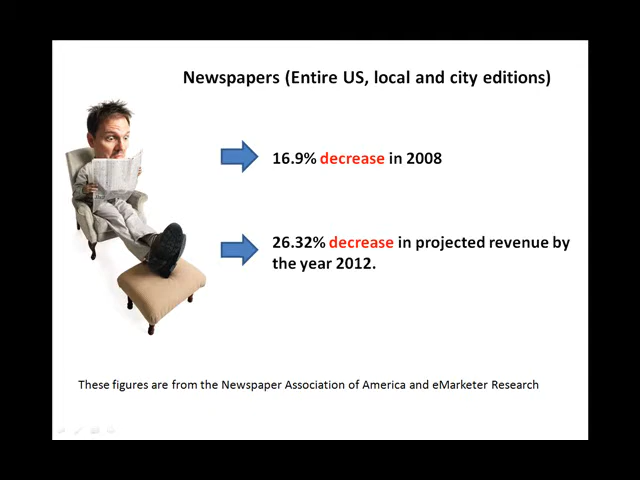 Newspapers (Entire US, local and city editions)
16.9% decrease in 2008
26.32% decrease in projected revenue by
the year 2012.
These figures are from the Newspaper Association of America and eMarketer Research